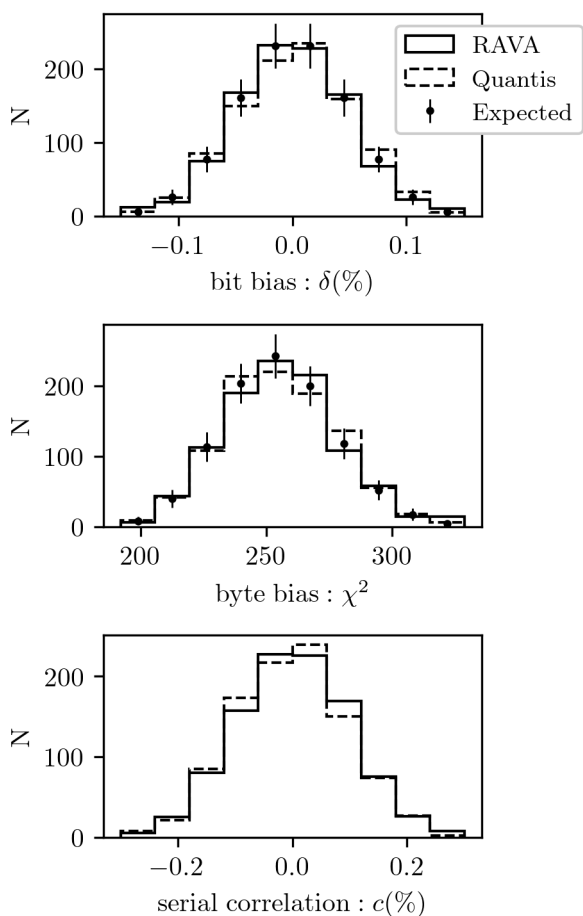 200
100
0
N
RAVA
Quantis
Expected
−0.1
0.0
0.1
bit bias : δ(%)
200
100
0
N
200
250
300
byte bias : χ²
200
100
0
N
−0.2
0.0
0.2
serial correlation : c(%)